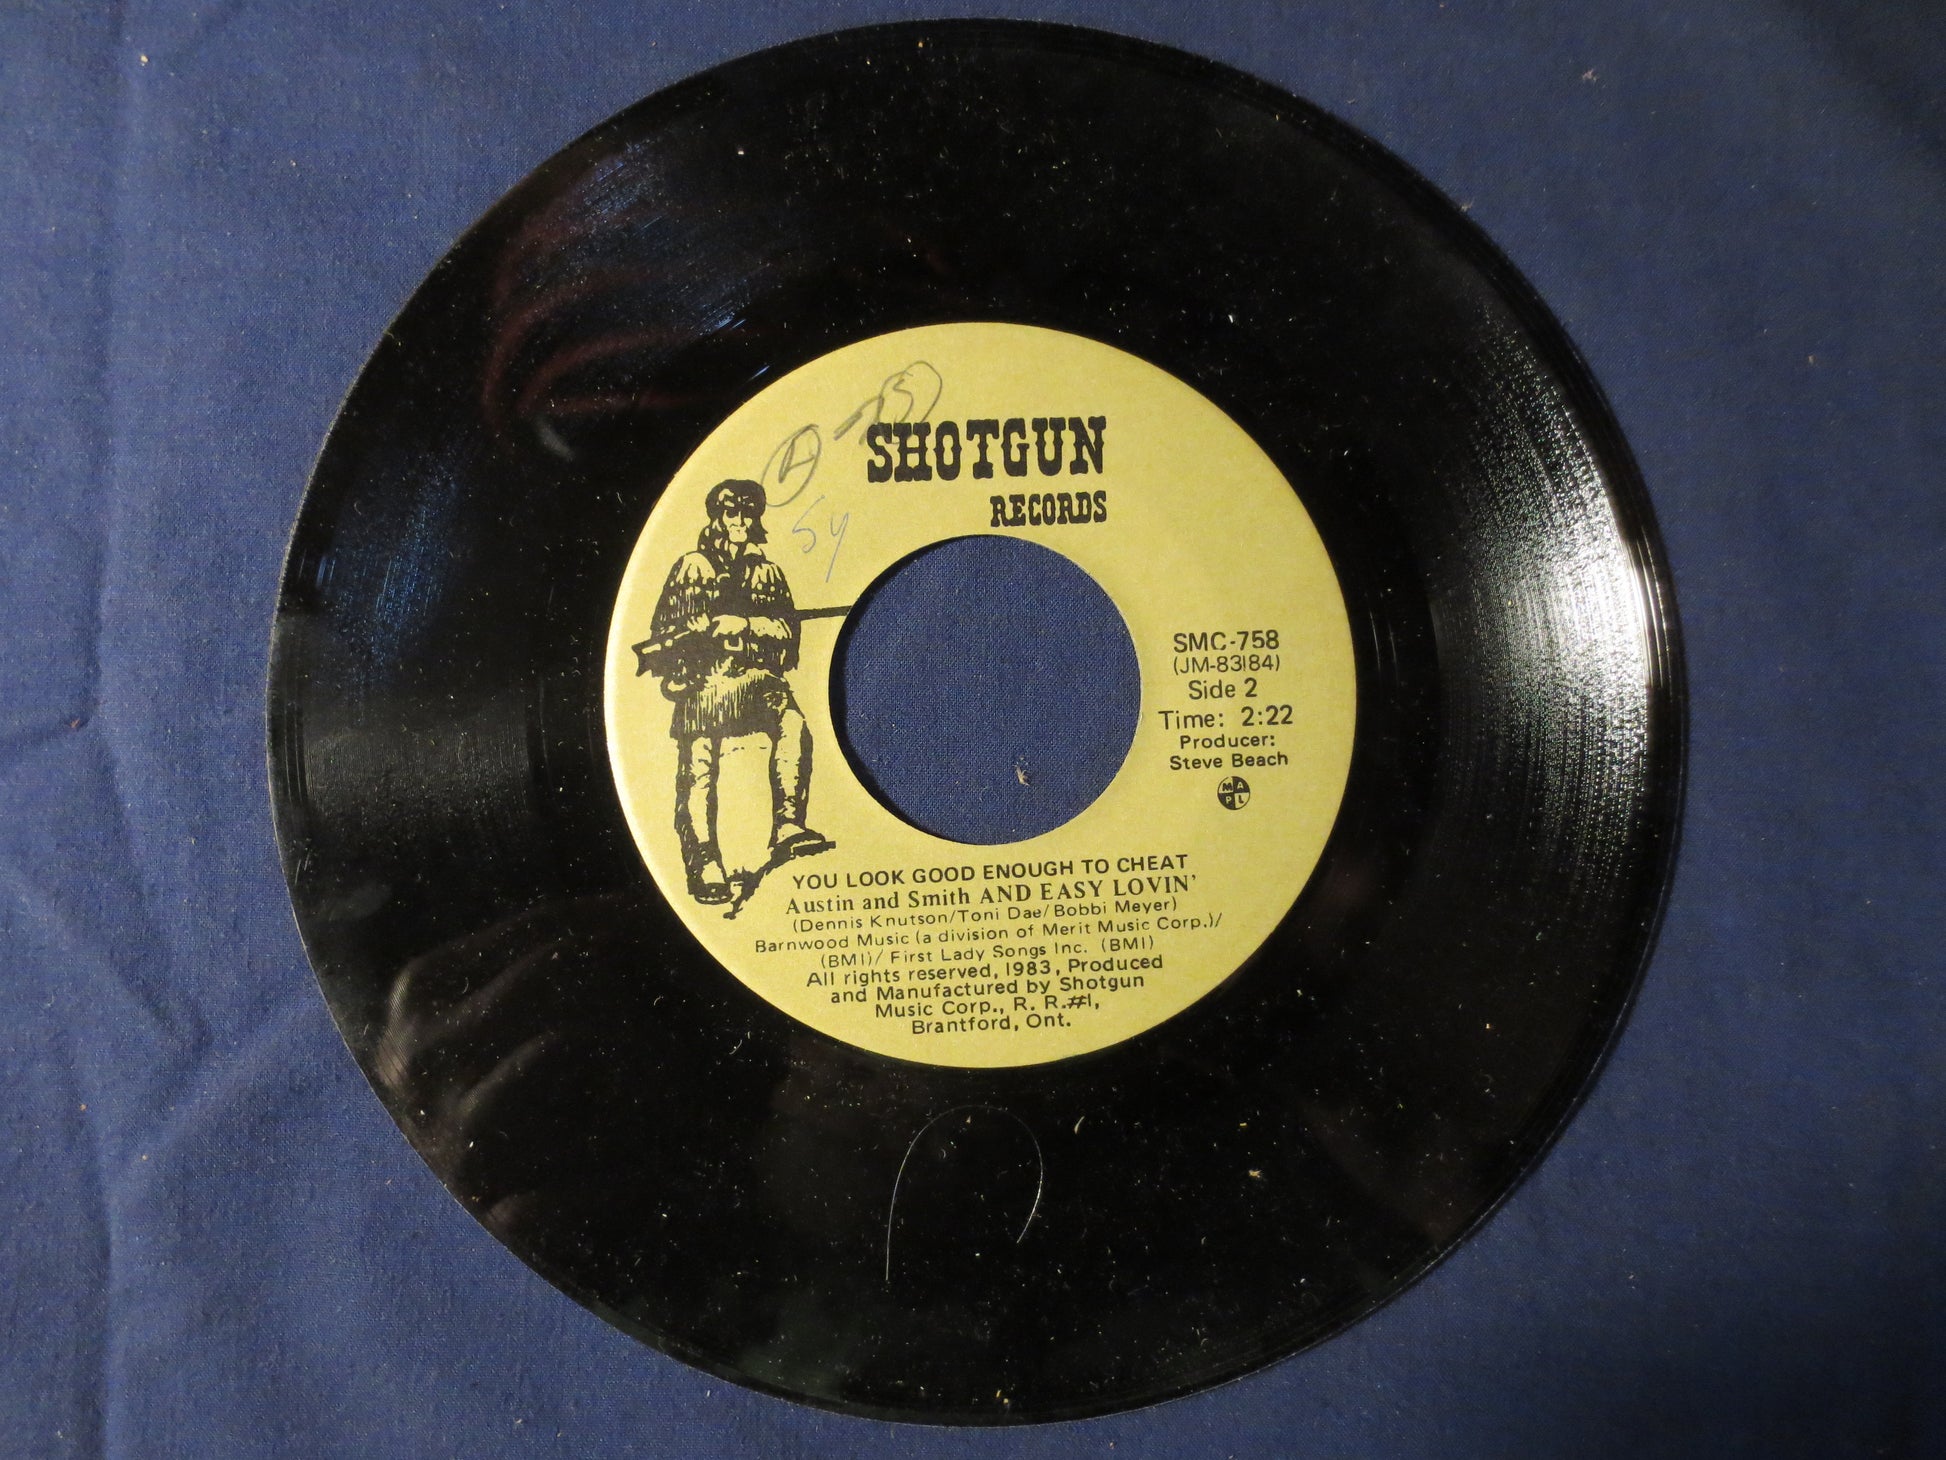 SHOTGUN
RECORDS
SMC-758
(JM-83184)
Side 2
Time: 2:22
Producer:
Steve Beach
M A
P L
YOU LOOK GOOD ENOUGH TO CHEAT
Austin and Smith AND EASY LOVIN'
(Dennis Knutson/Toni Dae/Bobbi Meyer)
Barnwood Music (a division of Merit Music Corp.)/
(BMI)/ First Lady Songs Inc. (BMI)
All rights reserved, 1983, Produced
and Manufactured by Shotgun
Music Corp., R. R.#1,
Brantford, Ont.